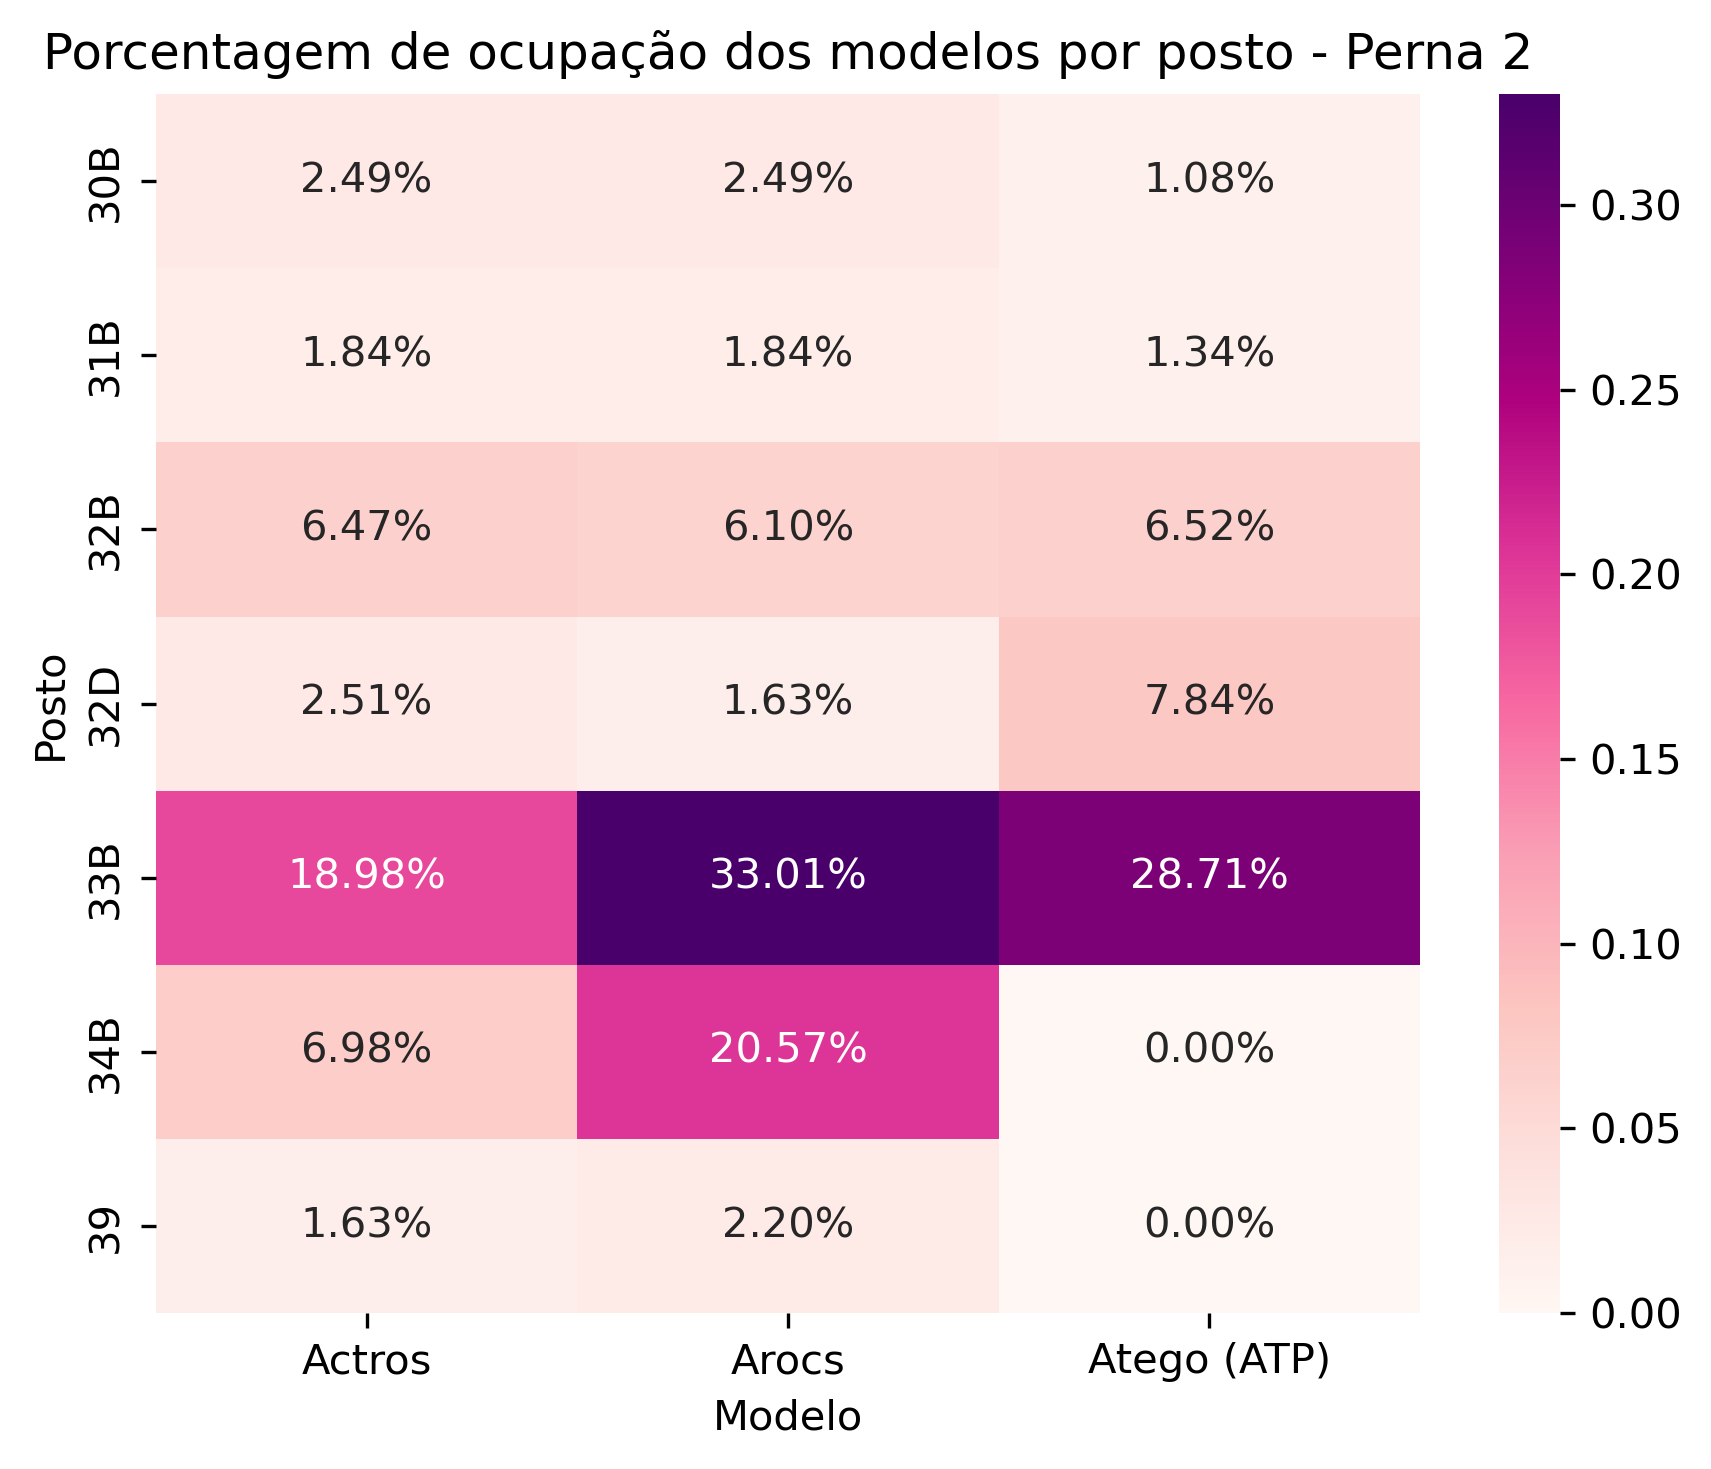 Porcentagem de ocupação dos modelos por posto - Perna 2
30B 2.49% 2.49% 1.08%
31B 1.84% 1.84% 1.34%
32B 6.47% 6.10% 6.52%
32D 2.51% 1.63% 7.84%
33B 18.98% 33.01% 28.71%
34B 6.98% 20.57% 0.00%
39 1.63% 2.20% 0.00%
Posto
Actros Arocs Atego (ATP)
Modelo
0.30
0.25
0.20
0.15
0.10
0.05
0.00